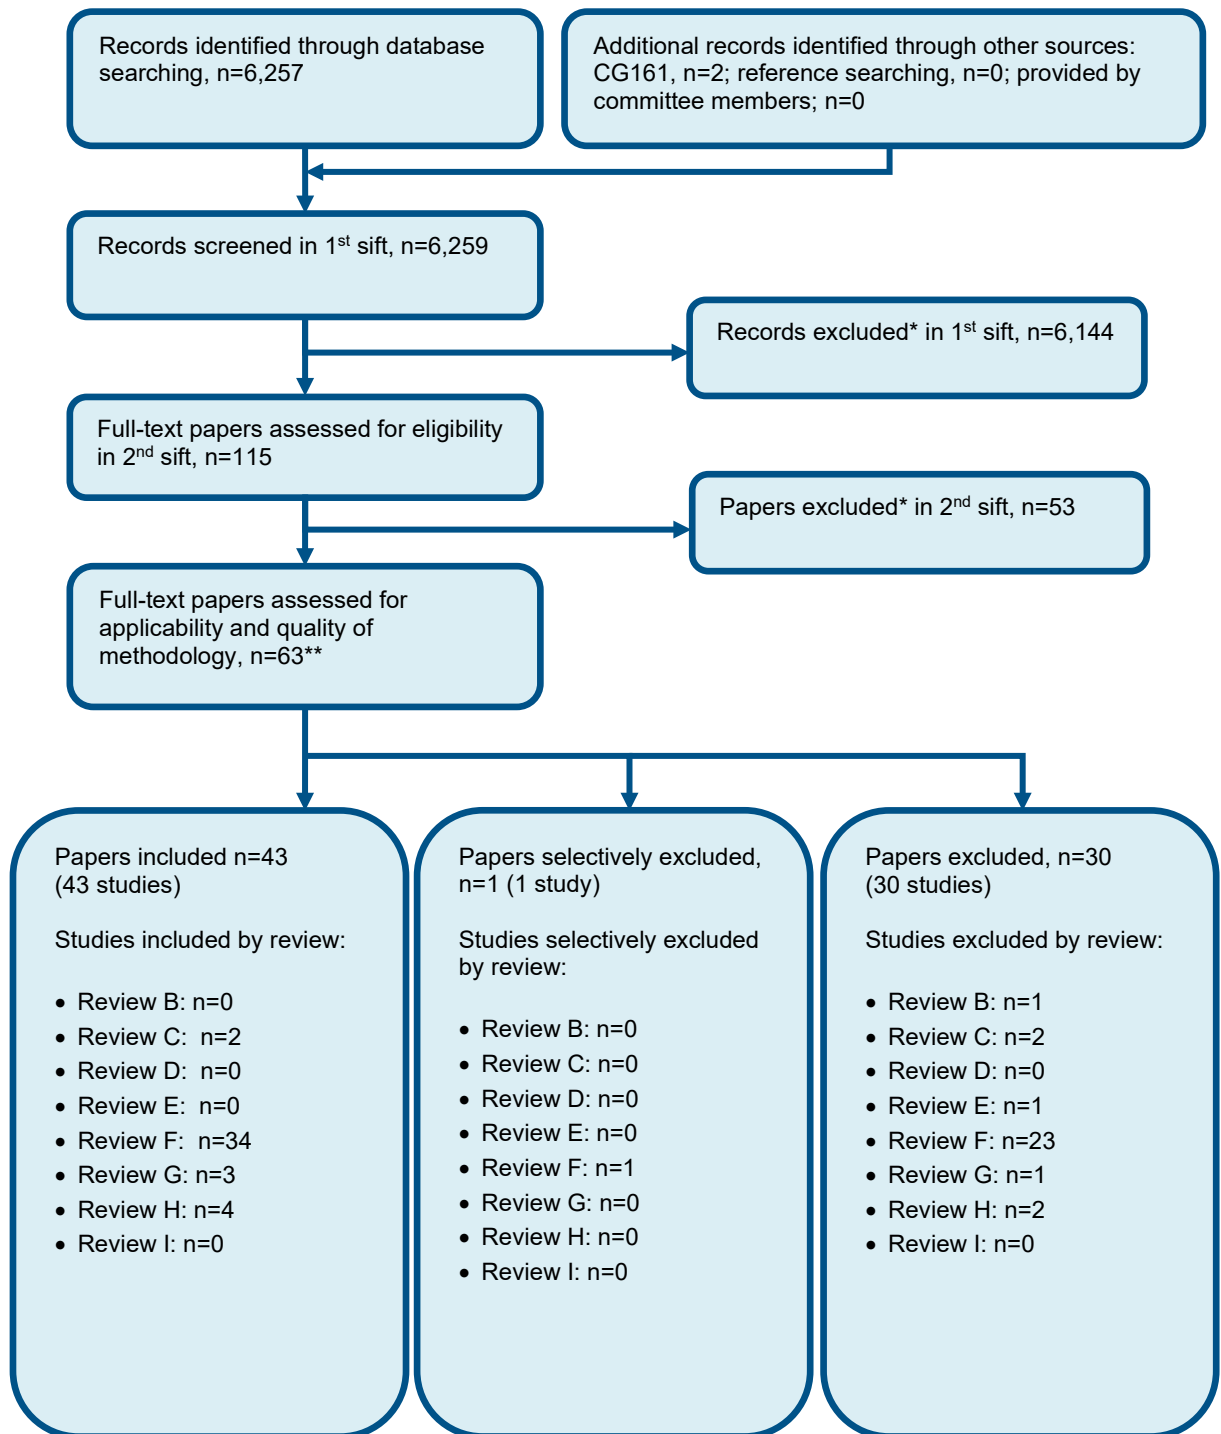 Records identified through database
searching, n=6,257
Additional records identified through other sources:
CG161, n=2; reference searching, n=0; provided by
committee members; n=0
Records screened in 1st sift, n=6,259
Records excluded* in 1st sift, n=6,144
Full-text papers assessed for eligibility
in 2nd sift, n=115
Papers excluded* in 2nd sift, n=53
Full-text papers assessed for
applicability and quality of
methodology, n=63**
Papers included n=43
(43 studies)
Studies included by review:
• Review B: n=0
• Review C:  n=2
• Review D:  n=0
• Review E:  n=0
• Review F:  n=34
• Review G: n=3
• Review H: n=4
• Review I: n=0
Papers selectively excluded,
n=1 (1 study)
Studies selectively excluded
by review:
• Review B: n=0
• Review C: n=0
• Review D: n=0
• Review E: n=0
• Review F: n=1
• Review G: n=0
• Review H: n=0
• Review I: n=0
Papers excluded, n=30
(30 studies)
Studies excluded by review:
• Review B: n=1
• Review C: n=2
• Review D: n=0
• Review E: n=1
• Review F: n=23
• Review G: n=1
• Review H: n=2
• Review I: n=0